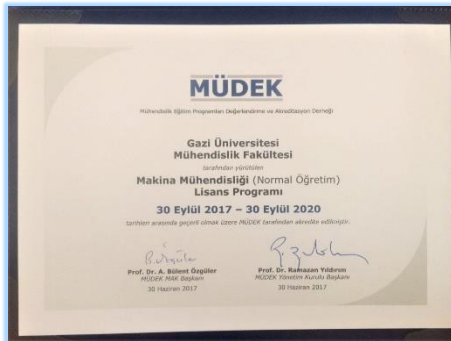 MÜDEK
Mühendislik Eğitim Programları Değerlendirme ve Akreditasyon Derneği
Gazi Üniversitesi
Mühendislik Fakültesi
tarafından yürütülen
Makina Mühendisliği (Normal Öğretim)
Lisans Programı
30 Eylül 2017 – 30 Eylül 2020
tarihleri arasında geçerli olmak üzere MÜDEK tarafından akredite edilmiştir.
Prof. Dr. A. Bülent Özgüler
MÜDEK MAK Başkanı
30 Haziran 2017
Prof. Dr. Ramazan Yıldırım
MÜDEK Yönetim Kurulu Başkanı
30 Haziran 2017